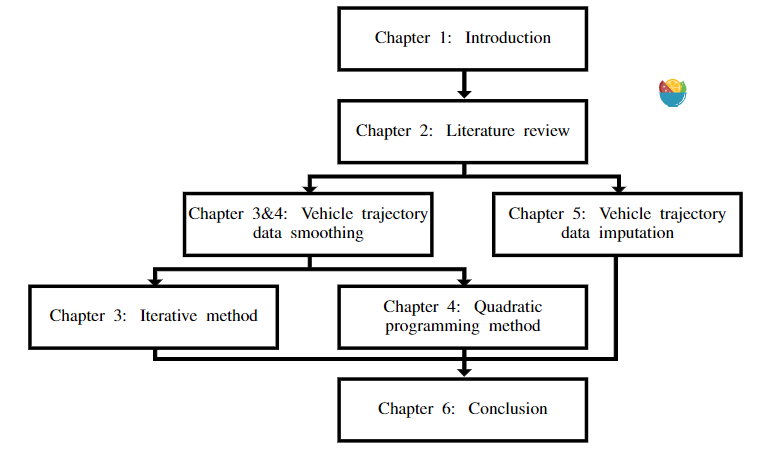 Chapter 1: Introduction
Chapter 2: Literature review
Chapter 3&4: Vehicle trajectory
data smoothing
Chapter 5: Vehicle trajectory
data imputation
Chapter 3: Iterative method
Chapter 4: Quadratic
programming method
Chapter 6: Conclusion